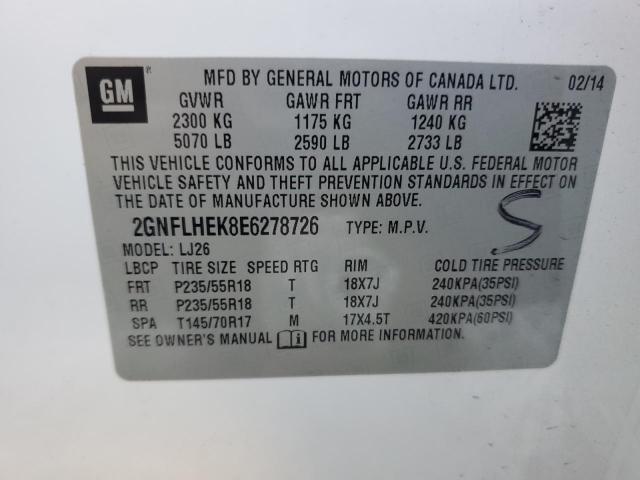 GM
MFD BY GENERAL MOTORS OF CANADA LTD. 02/14
GVWR GAWR FRT GAWR RR
2300 KG 1175 KG 1240 KG
5070 LB 2590 LB 2733 LB
THIS VEHICLE CONFORMS TO ALL APPLICABLE U.S. FEDERAL MOTOR
VEHICLE SAFETY AND THEFT PREVENTION STANDARDS IN EFFECT ON
THE DATE OF MANUFACTURE SHOWN ABOVE.
2GNFLHEK8E6278726 TYPE: M.P.V.
S
MODEL: LJ26
LBCP TIRE SIZE SPEED RTG RIM COLD TIRE PRESSURE
FRT P235/55R18 T 18X7J 240KPA(35PSI)
RR P235/55R18 T 18X7J 240KPA(35PSI)
SPA T145/70R17 M 17X4.5T 420KPA(60PSI)
SEE OWNER'S MANUAL FOR MORE INFORMATION.